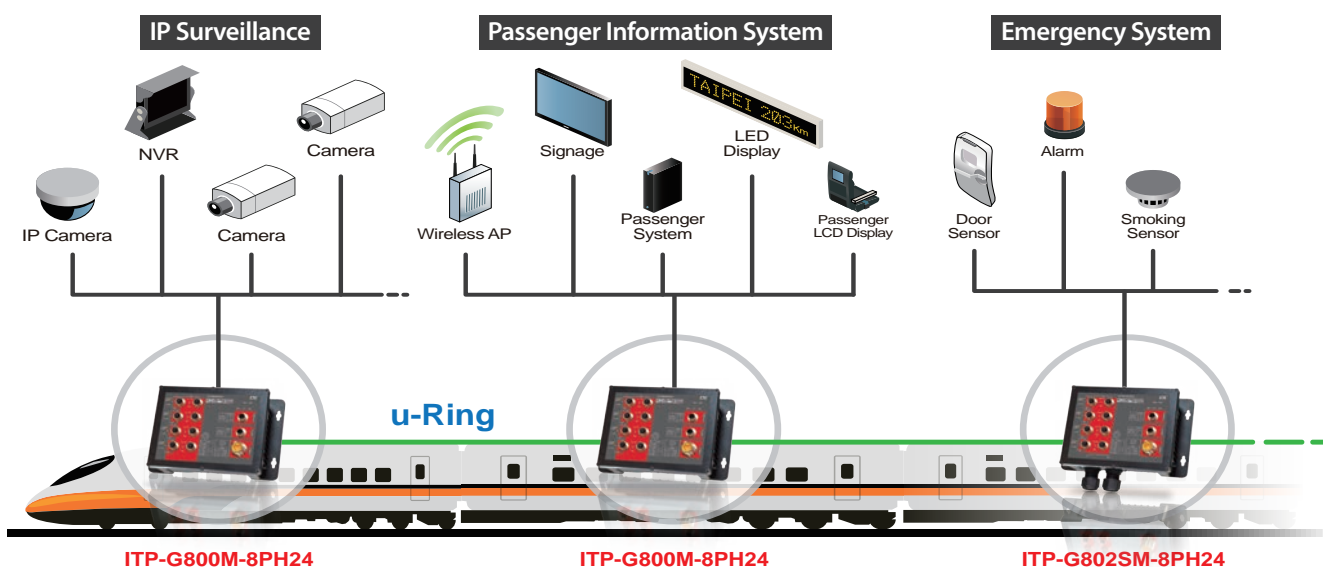 IP Surveillance
Passenger Information System
Emergency System
NVR
Camera
IP Camera
Camera
Signage
TAIPEI 203Km
LED
Display
Wireless AP
Passenger
System
Passenger
LCD Display
Alarm
Door
Sensor
Smoking
Sensor
u-Ring
ITP-G800M-8PH24
ITP-G800M-8PH24
ITP-G802SM-8PH24